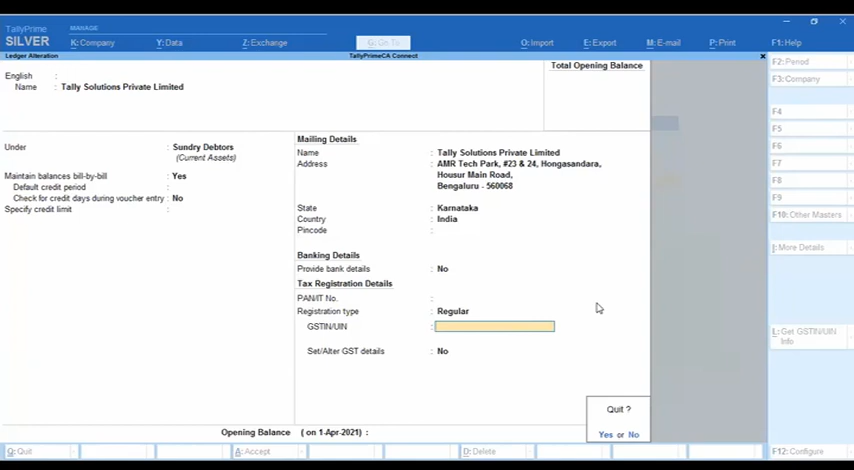 TallyPrime
MANAGE
SILVER
K: Company
Y: Data
Z: Exchange
G: Go To
O: Import
E: Export
M: E-mail
P: Print
F1: Help
Ledger Alteration
TallyPrimeCA Connect
x
English :
Name : Tally Solutions Private Limited
Total Opening Balance
Under : Sundry Debtors
(Current Assets)
Maintain balances bill-by-bill : Yes
Default credit period :
Check for credit days during voucher entry : No
Specify credit limit :
Mailing Details
Name : Tally Solutions Private Limited
Address : AMR Tech Park, #23 & 24, Hongasandara,
Housur Main Road,
Bengaluru - 560068
State : Karnataka
Country : India
Pincode :
Banking Details
Provide bank details : No
Tax Registration Details
PAN/IT No. :
Registration type : Regular
GSTIN/UIN :
Set/Alter GST details : No
Opening Balance ( on 1-Apr-2021) :
Quit ?
Yes or No
F2: Period
F3: Company
F4
F5
F6
F7
F8
F9
F10: Other Masters
I: More Details
L: Get GSTIN/UIN
Info
F12: Configure
Q: Quit
A: Accept
D: Delete